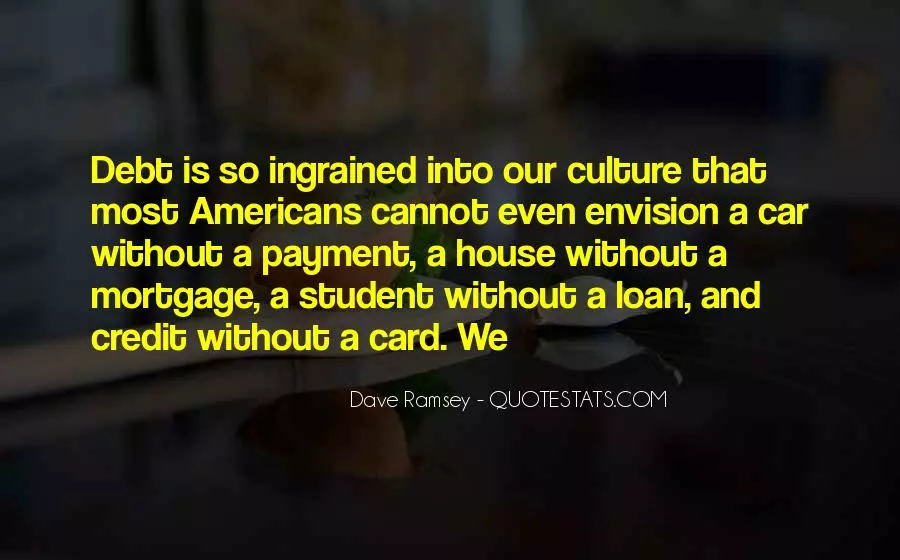 Debt is so ingrained into our culture that
most Americans cannot even envision a car
without a payment, a house without a
mortgage, a student without a loan, and
credit without a card. We
Dave Ramsey - QUOTESTATS.COM